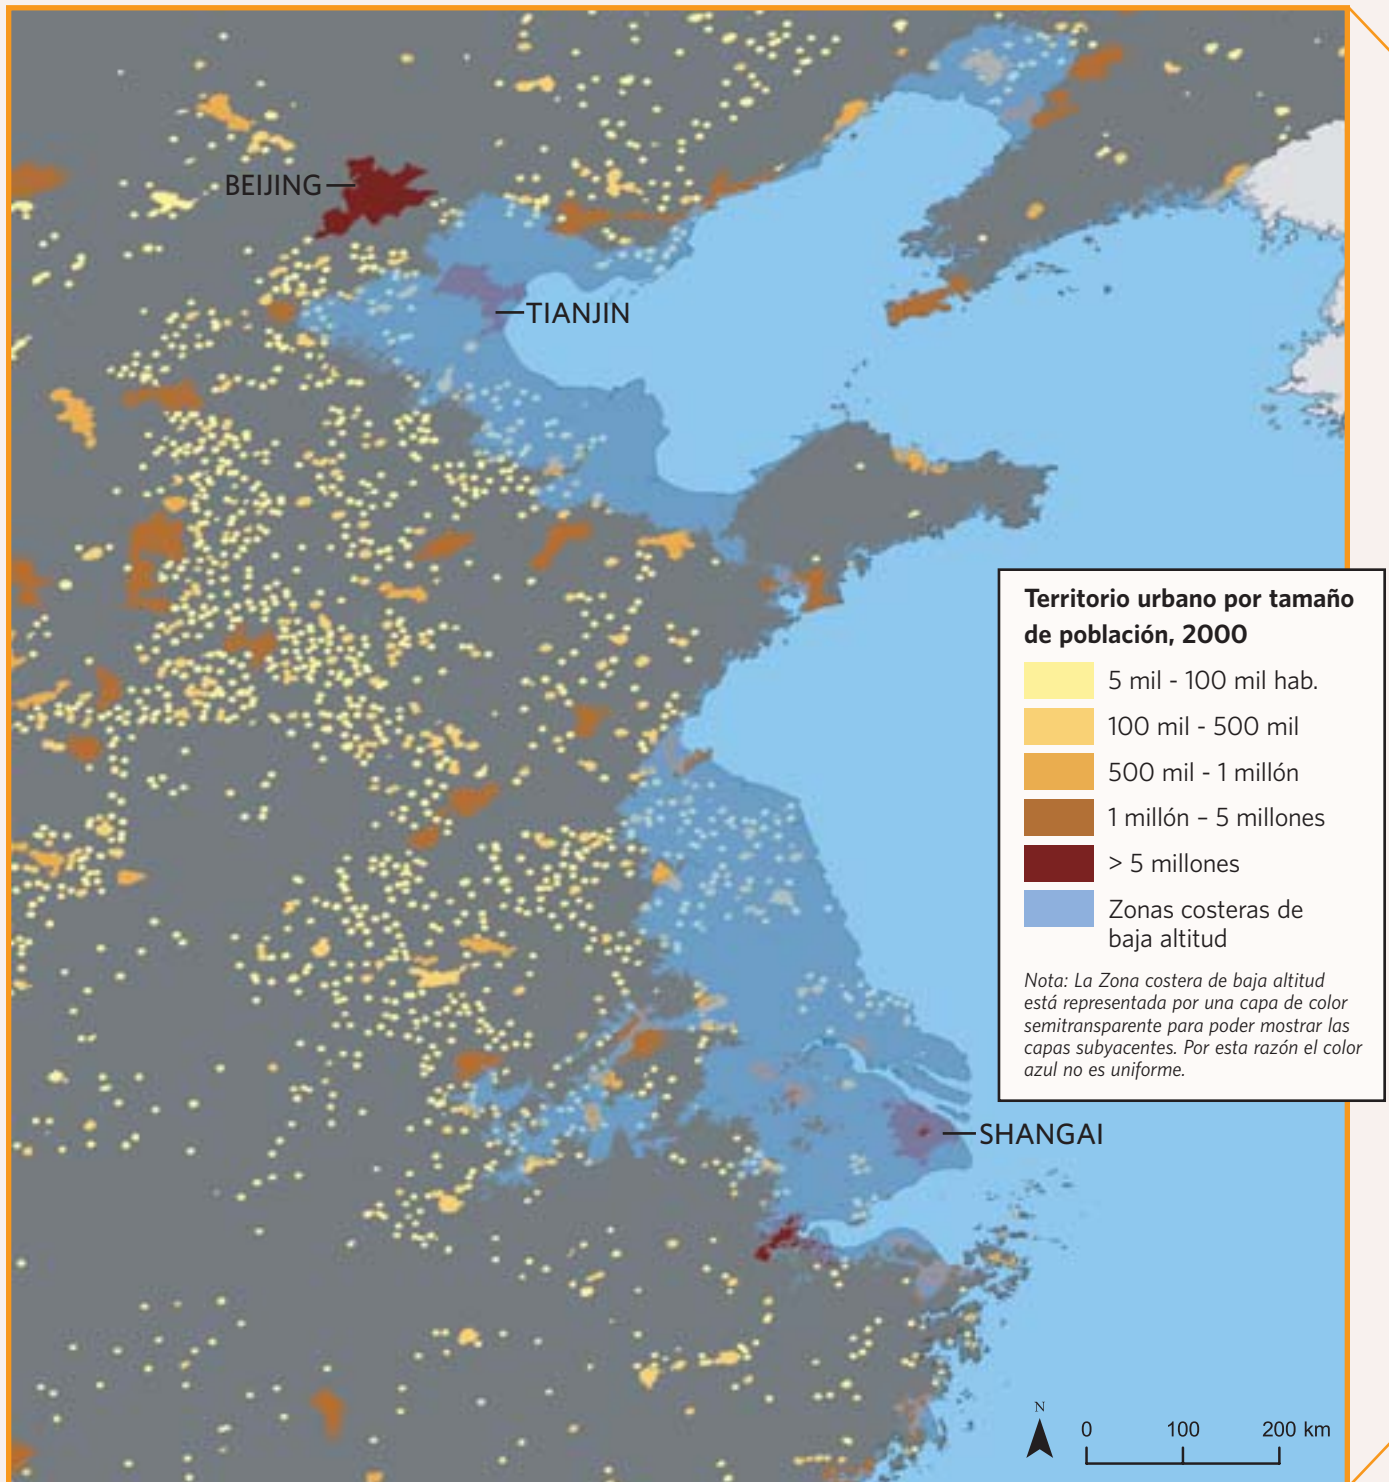 BEIJING
TIANJIN
Territorio urbano por tamaño
de población, 2000
5 mil - 100 mil hab.
100 mil - 500 mil
500 mil - 1 millón
1 millón – 5 millones
> 5 millones
Zonas costeras de
baja altitud
Nota: La Zona costera de baja altitud
está representada por una capa de color
semitransparente para poder mostrar las
capas subyacentes. Por esta razón el color
azul no es uniforme.
SHANGAI
N
0 100 200 km